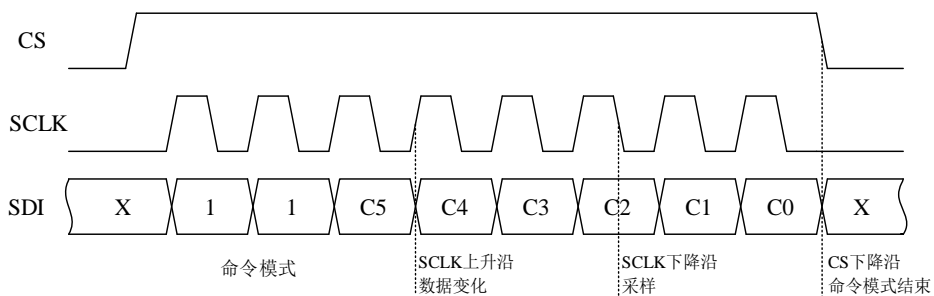 CS
SCLK
SDI X 1 1 C5 C4 C3 C2 C1 C0 X
命令模式
SCLK上升沿
数据变化
SCLK下降沿
采样
CS下降沿
命令模式结束